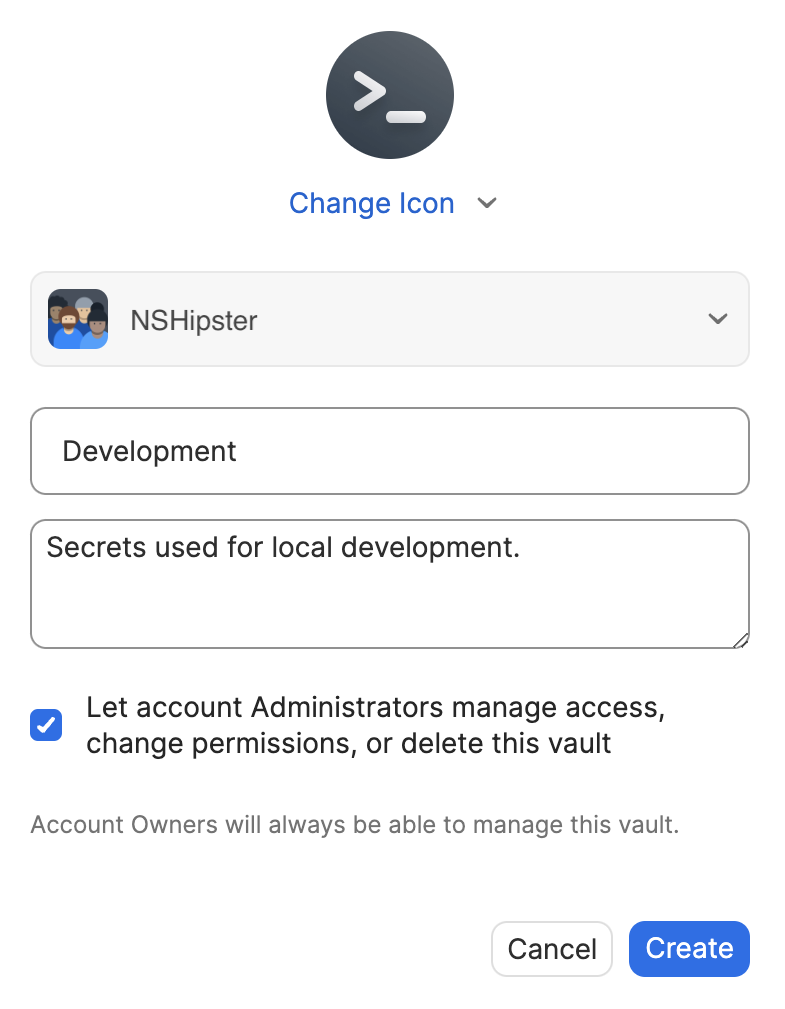 Change Icon
NSHipster
Development
Secrets used for local development.
Let account Administrators manage access,
change permissions, or delete this vault
Account Owners will always be able to manage this vault.
Cancel
Create